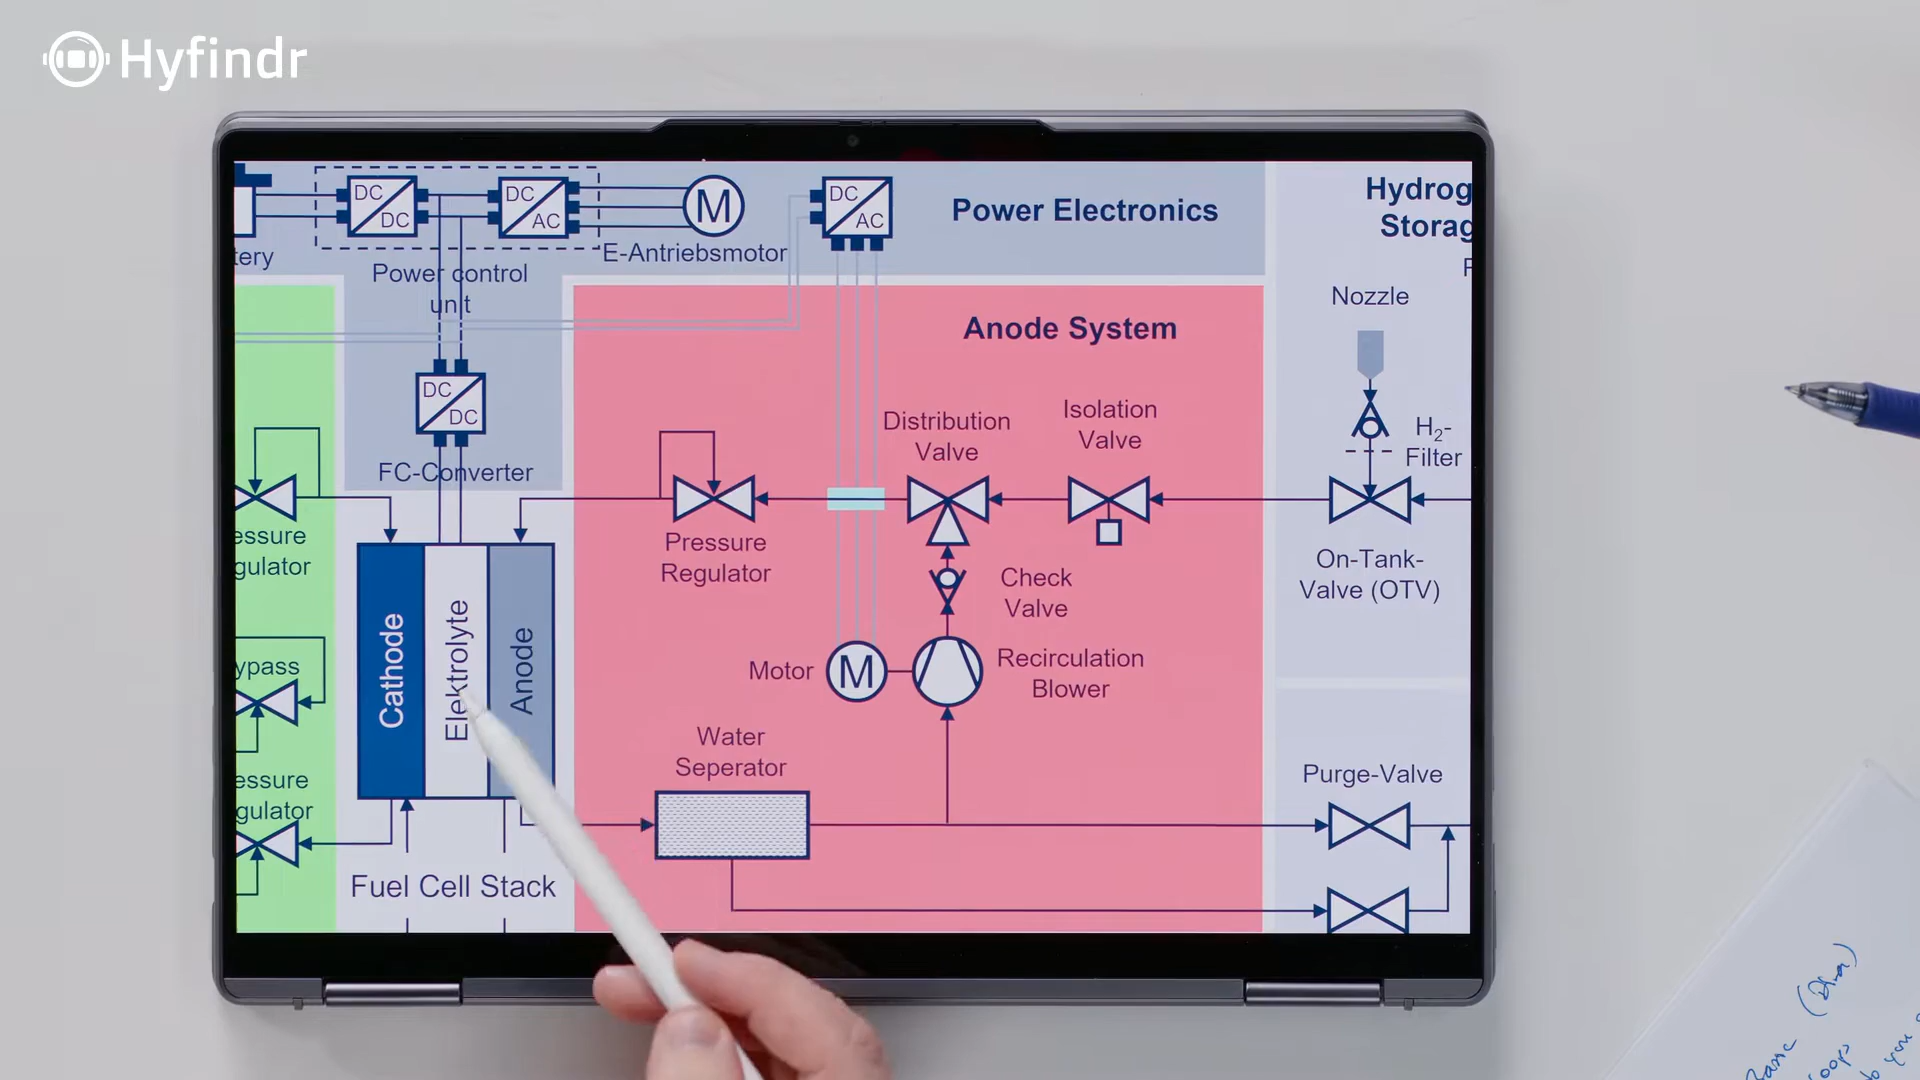 Hyfindr
DC
DC
DC
AC
M
DC
AC
Power Electronics
Hydrog
Storag
tery
Power control
unit
E-Antriebsmotor
F
Nozzle
Anode System
DC
DC
FC-Converter
Distribution
Valve
Isolation
Valve
H2-
Filter
essure
gulator
Pressure
Regulator
On-Tank-
Valve (OTV)
Check
Valve
Cathode
Elektrolyte
Anode
ypass
Motor
M
Recirculation
Blower
Water
Seperator
essure
gulator
Purge-Valve
Fuel Cell Stack